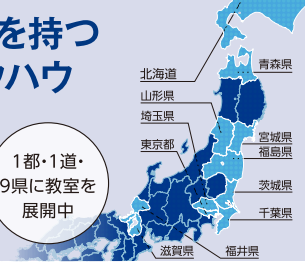 を持つ
ハウ
青森県
北海道
山形県
埼玉県
宮城県
福島県
東京都
1都・1道・
9県に教室を
展開中
茨城県
千葉県
滋賀県
福井県